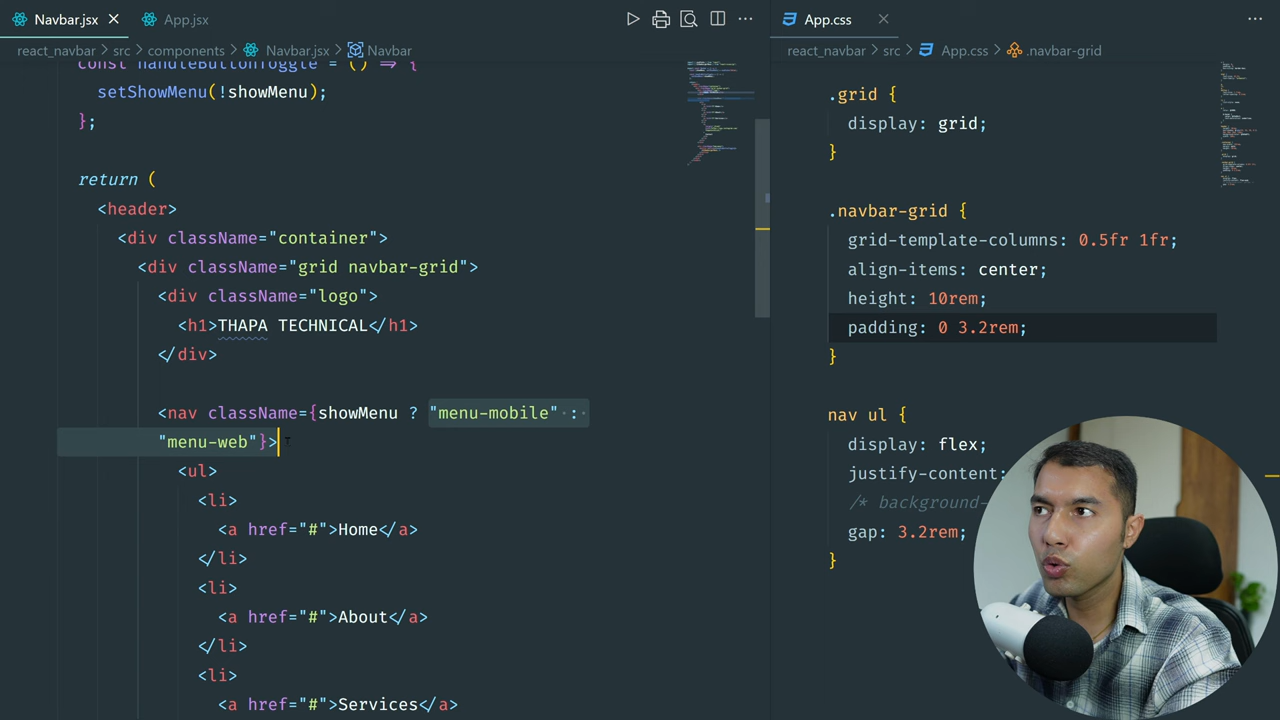 Navbar.jsx
App.jsx
react_navbar > src > components > Navbar.jsx > Navbar
const handleButtonToggle = () => {
setShowMenu(!showMenu);
};
return (
<header>
<div className="container">
<div className="grid navbar-grid">
<div className="logo">
<h1>THAPA TECHNICAL</h1>
</div>
<nav className={showMenu ? "menu-mobile" :
"menu-web"}>
<ul>
<li>
<a href="#">Home</a>
</li>
<li>
<a href="#">About</a>
</li>
<li>
<a href="#">Services</a>
App.css
react_navbar > src > App.css > .navbar-grid
.grid {
display: grid;
}
.navbar-grid {
grid-template-columns: 0.5fr 1fr;
align-items: center;
height: 10rem;
padding: 0 3.2rem;
}
nav ul {
display: flex;
justify-content:
/* background-
gap: 3.2rem;
}